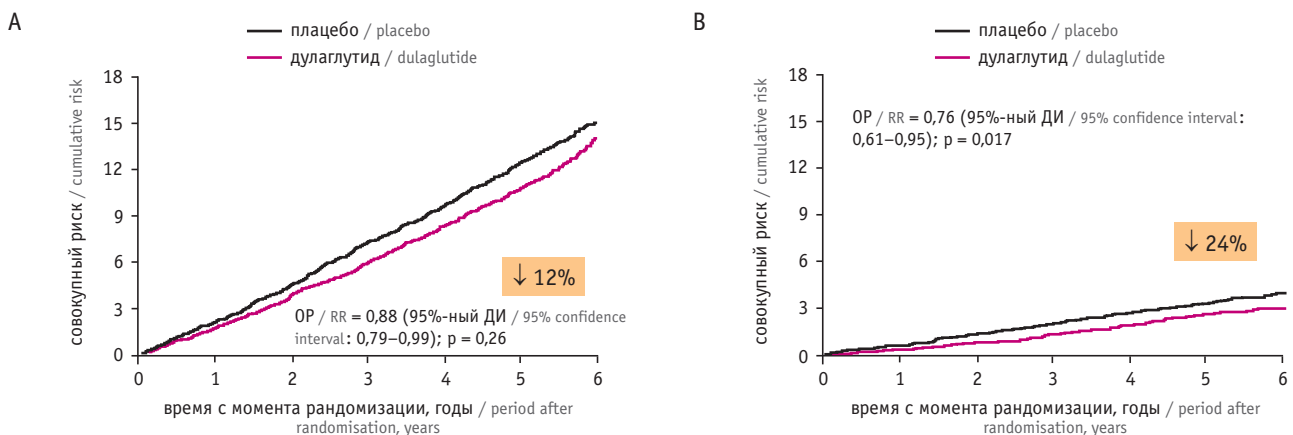 A
плацебо / placebo
дулаглутид / dulaglutide
совокупный риск / cumulative risk
18
15
12
9
6
3
0
↓ 12%
ОР / RR = 0,88 (95%-ный ДИ / 95% confidence
interval: 0,79–0,99); p = 0,26
0 1 2 3 4 5 6
время с момента рандомизации, годы / period after
randomisation, years
B
плацебо / placebo
дулаглутид / dulaglutide
совокупный риск / cumulative risk
18
15
12
9
6
3
0
ОР / RR = 0,76 (95%-ный ДИ / 95% confidence interval:
0,61–0,95); p = 0,017
↓ 24%
0 1 2 3 4 5 6
время с момента рандомизации, годы / period after
randomisation, years